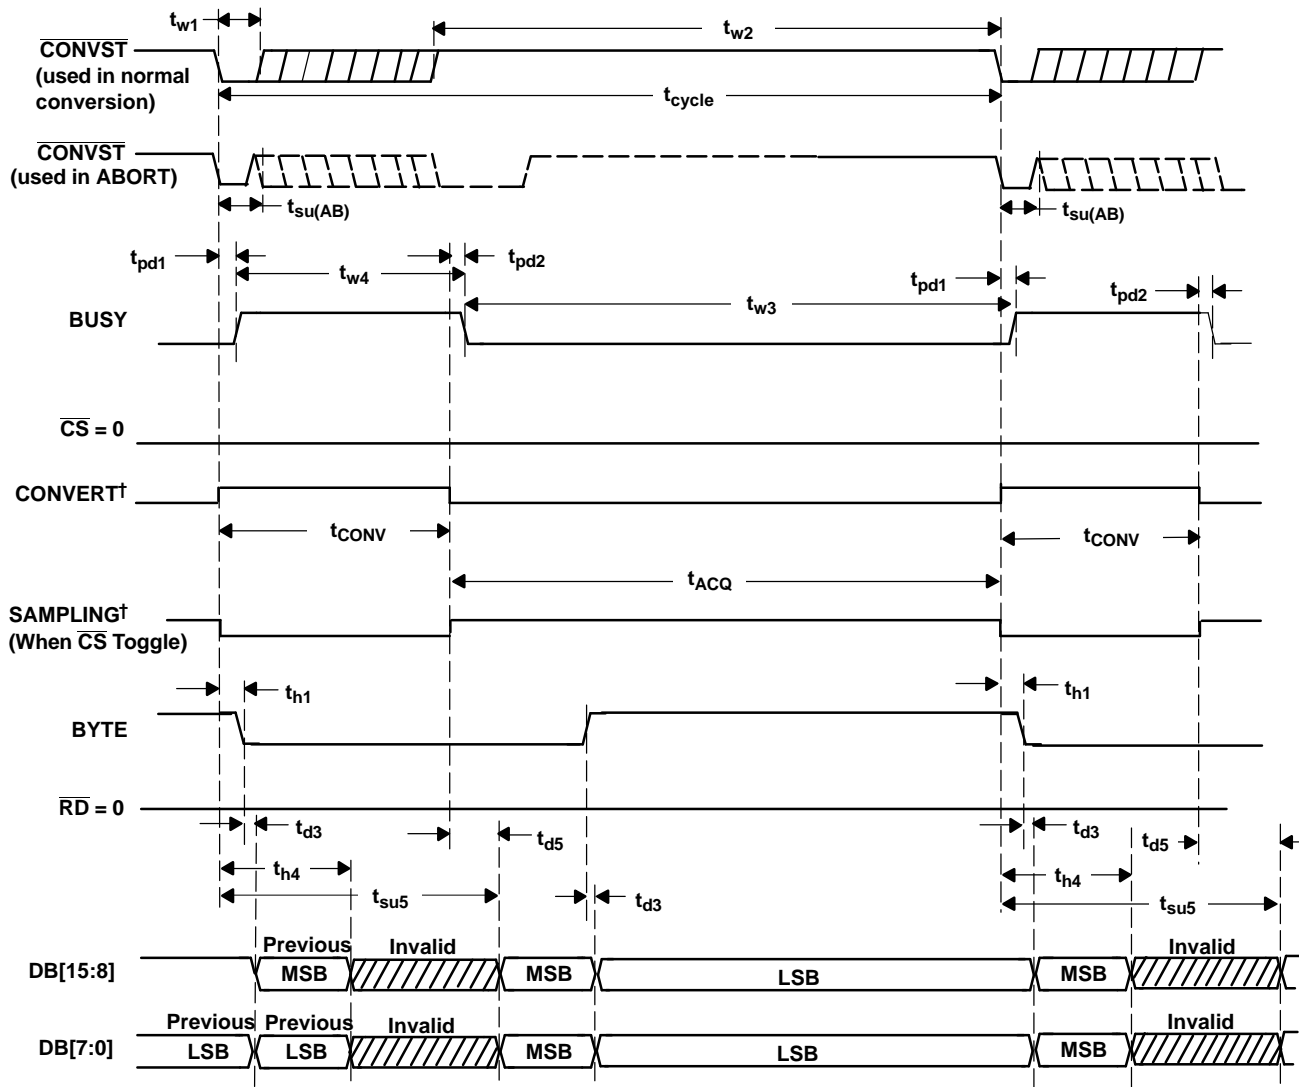 tw1
tw2
CONVST
(used in normal
conversion)
tcycle
CONVST
(used in ABORT)
tsu(AB)
tsu(AB)
tpd1
tw4
tpd2
tpd1
tw3
tpd2
BUSY
CS = 0
CONVERT†
tCONV
tCONV
tACQ
SAMPLING†
(When CS Toggle)
th1
th1
BYTE
RD = 0
td3
td5
td3
td5
th4
th4
tsu5
td3
tsu5
Previous
Invalid
Invalid
DB[15:8]
MSB
MSB
LSB
MSB
Previous
Previous
Invalid
Invalid
DB[7:0]
LSB
LSB
MSB
LSB
MSB